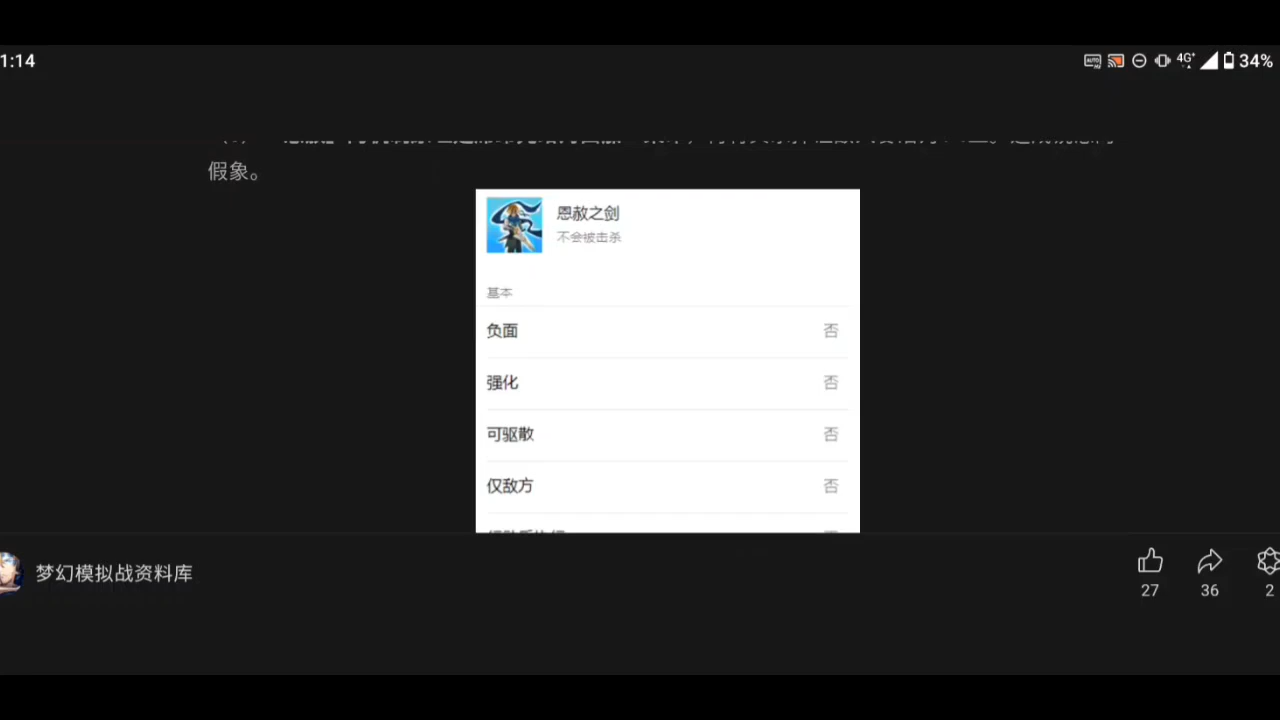 1:14
4G+
34%
假象。
恩赦之剑
不会被击杀
基本
负面 否
强化 否
可驱散 否
仅敌方 否
梦幻模拟战资料库
27 36 2